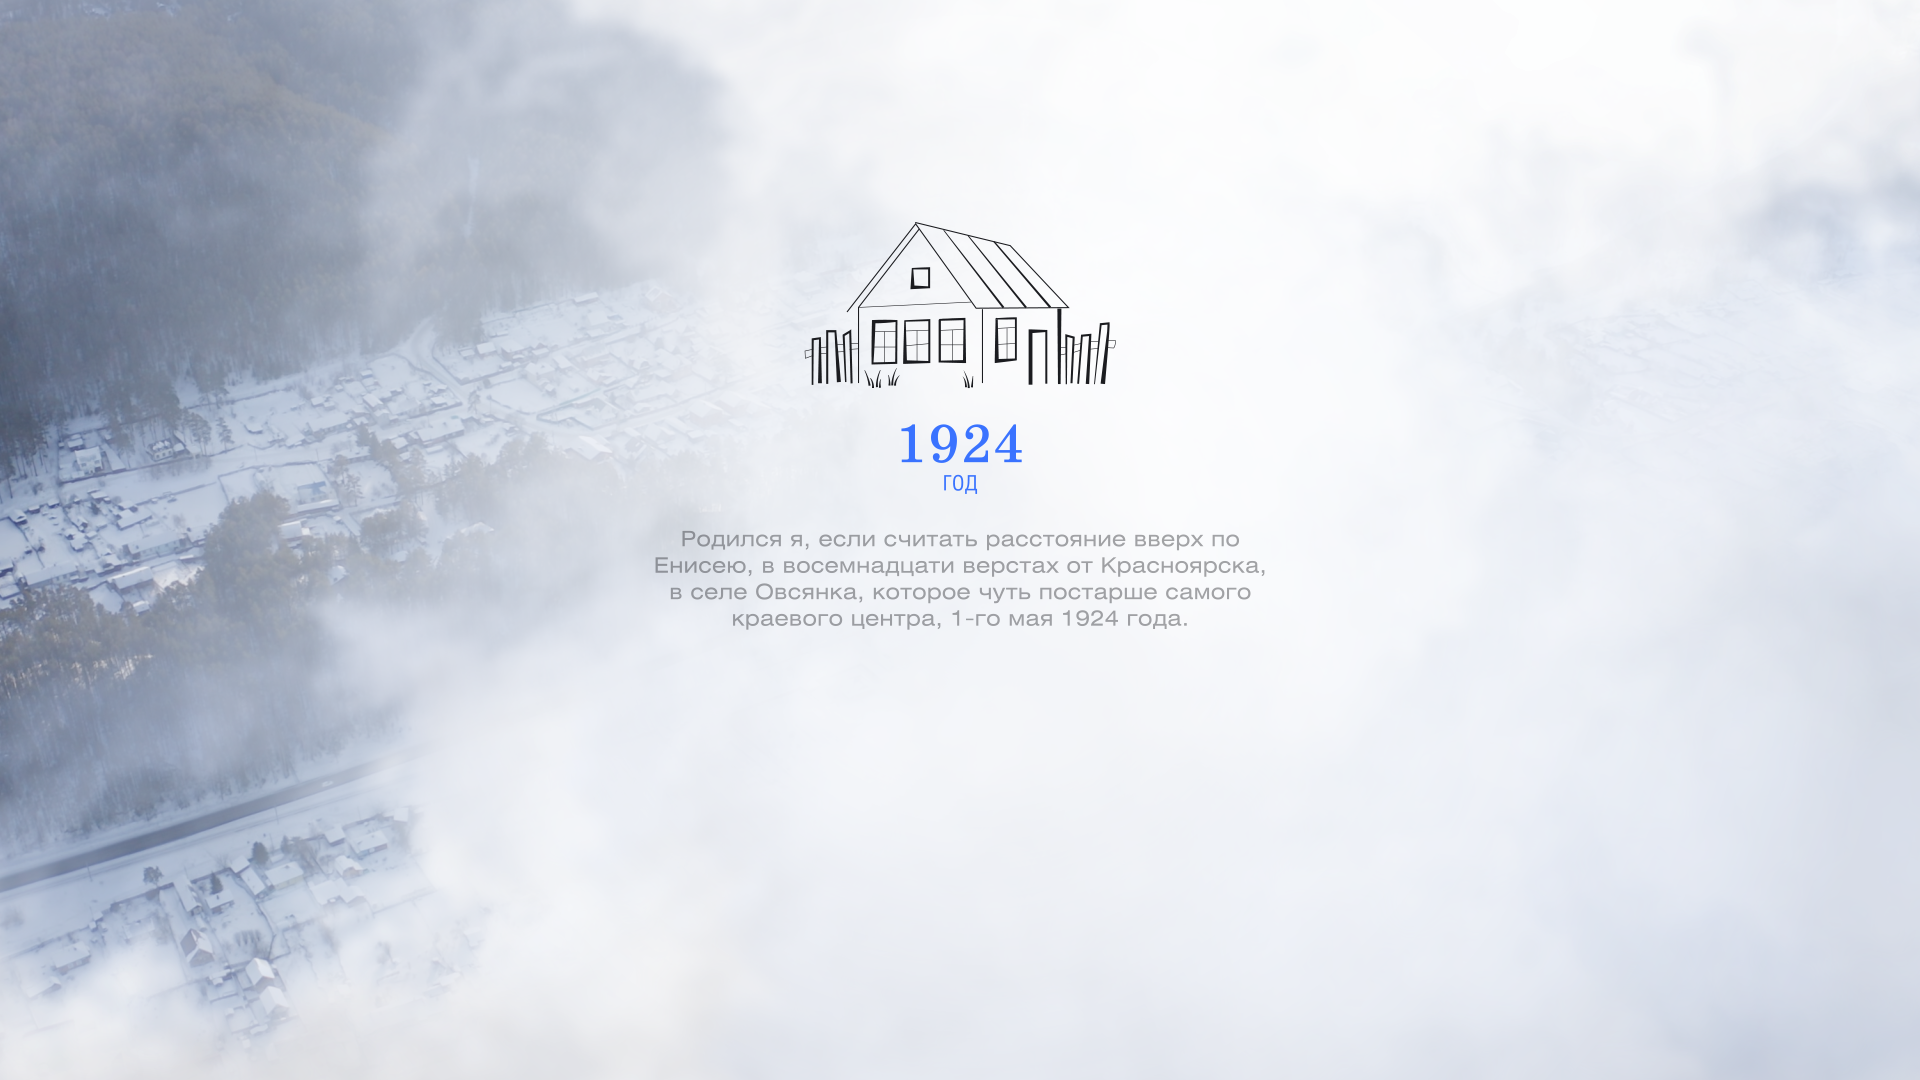 1924
ГОД
Родился я, если считать расстояние вверх по
Енисею, в восемнадцати верстах от Красноярска,
в селе Овсянка, которое чуть постарше самого
краевого центра, 1-го мая 1924 года.